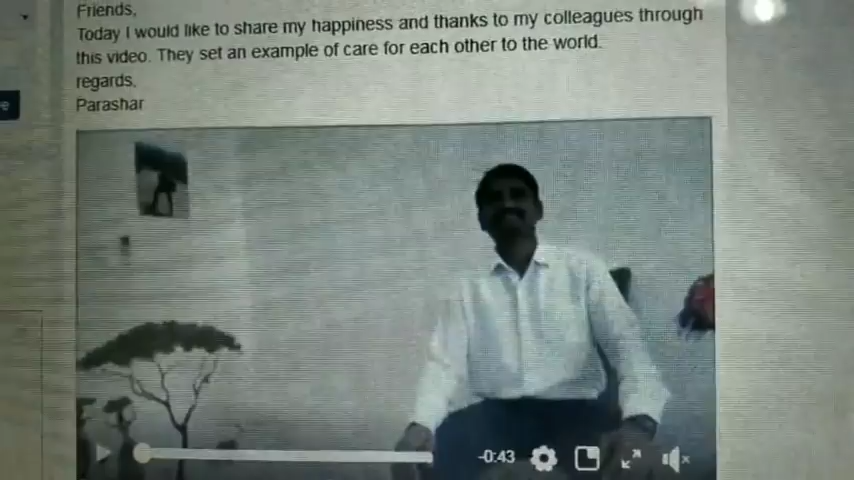 Friends,
Today I would like to share my happiness and thanks to my colleagues through
this video. They set an example of care for each other to the world.
regards,
Parashar
-0:43